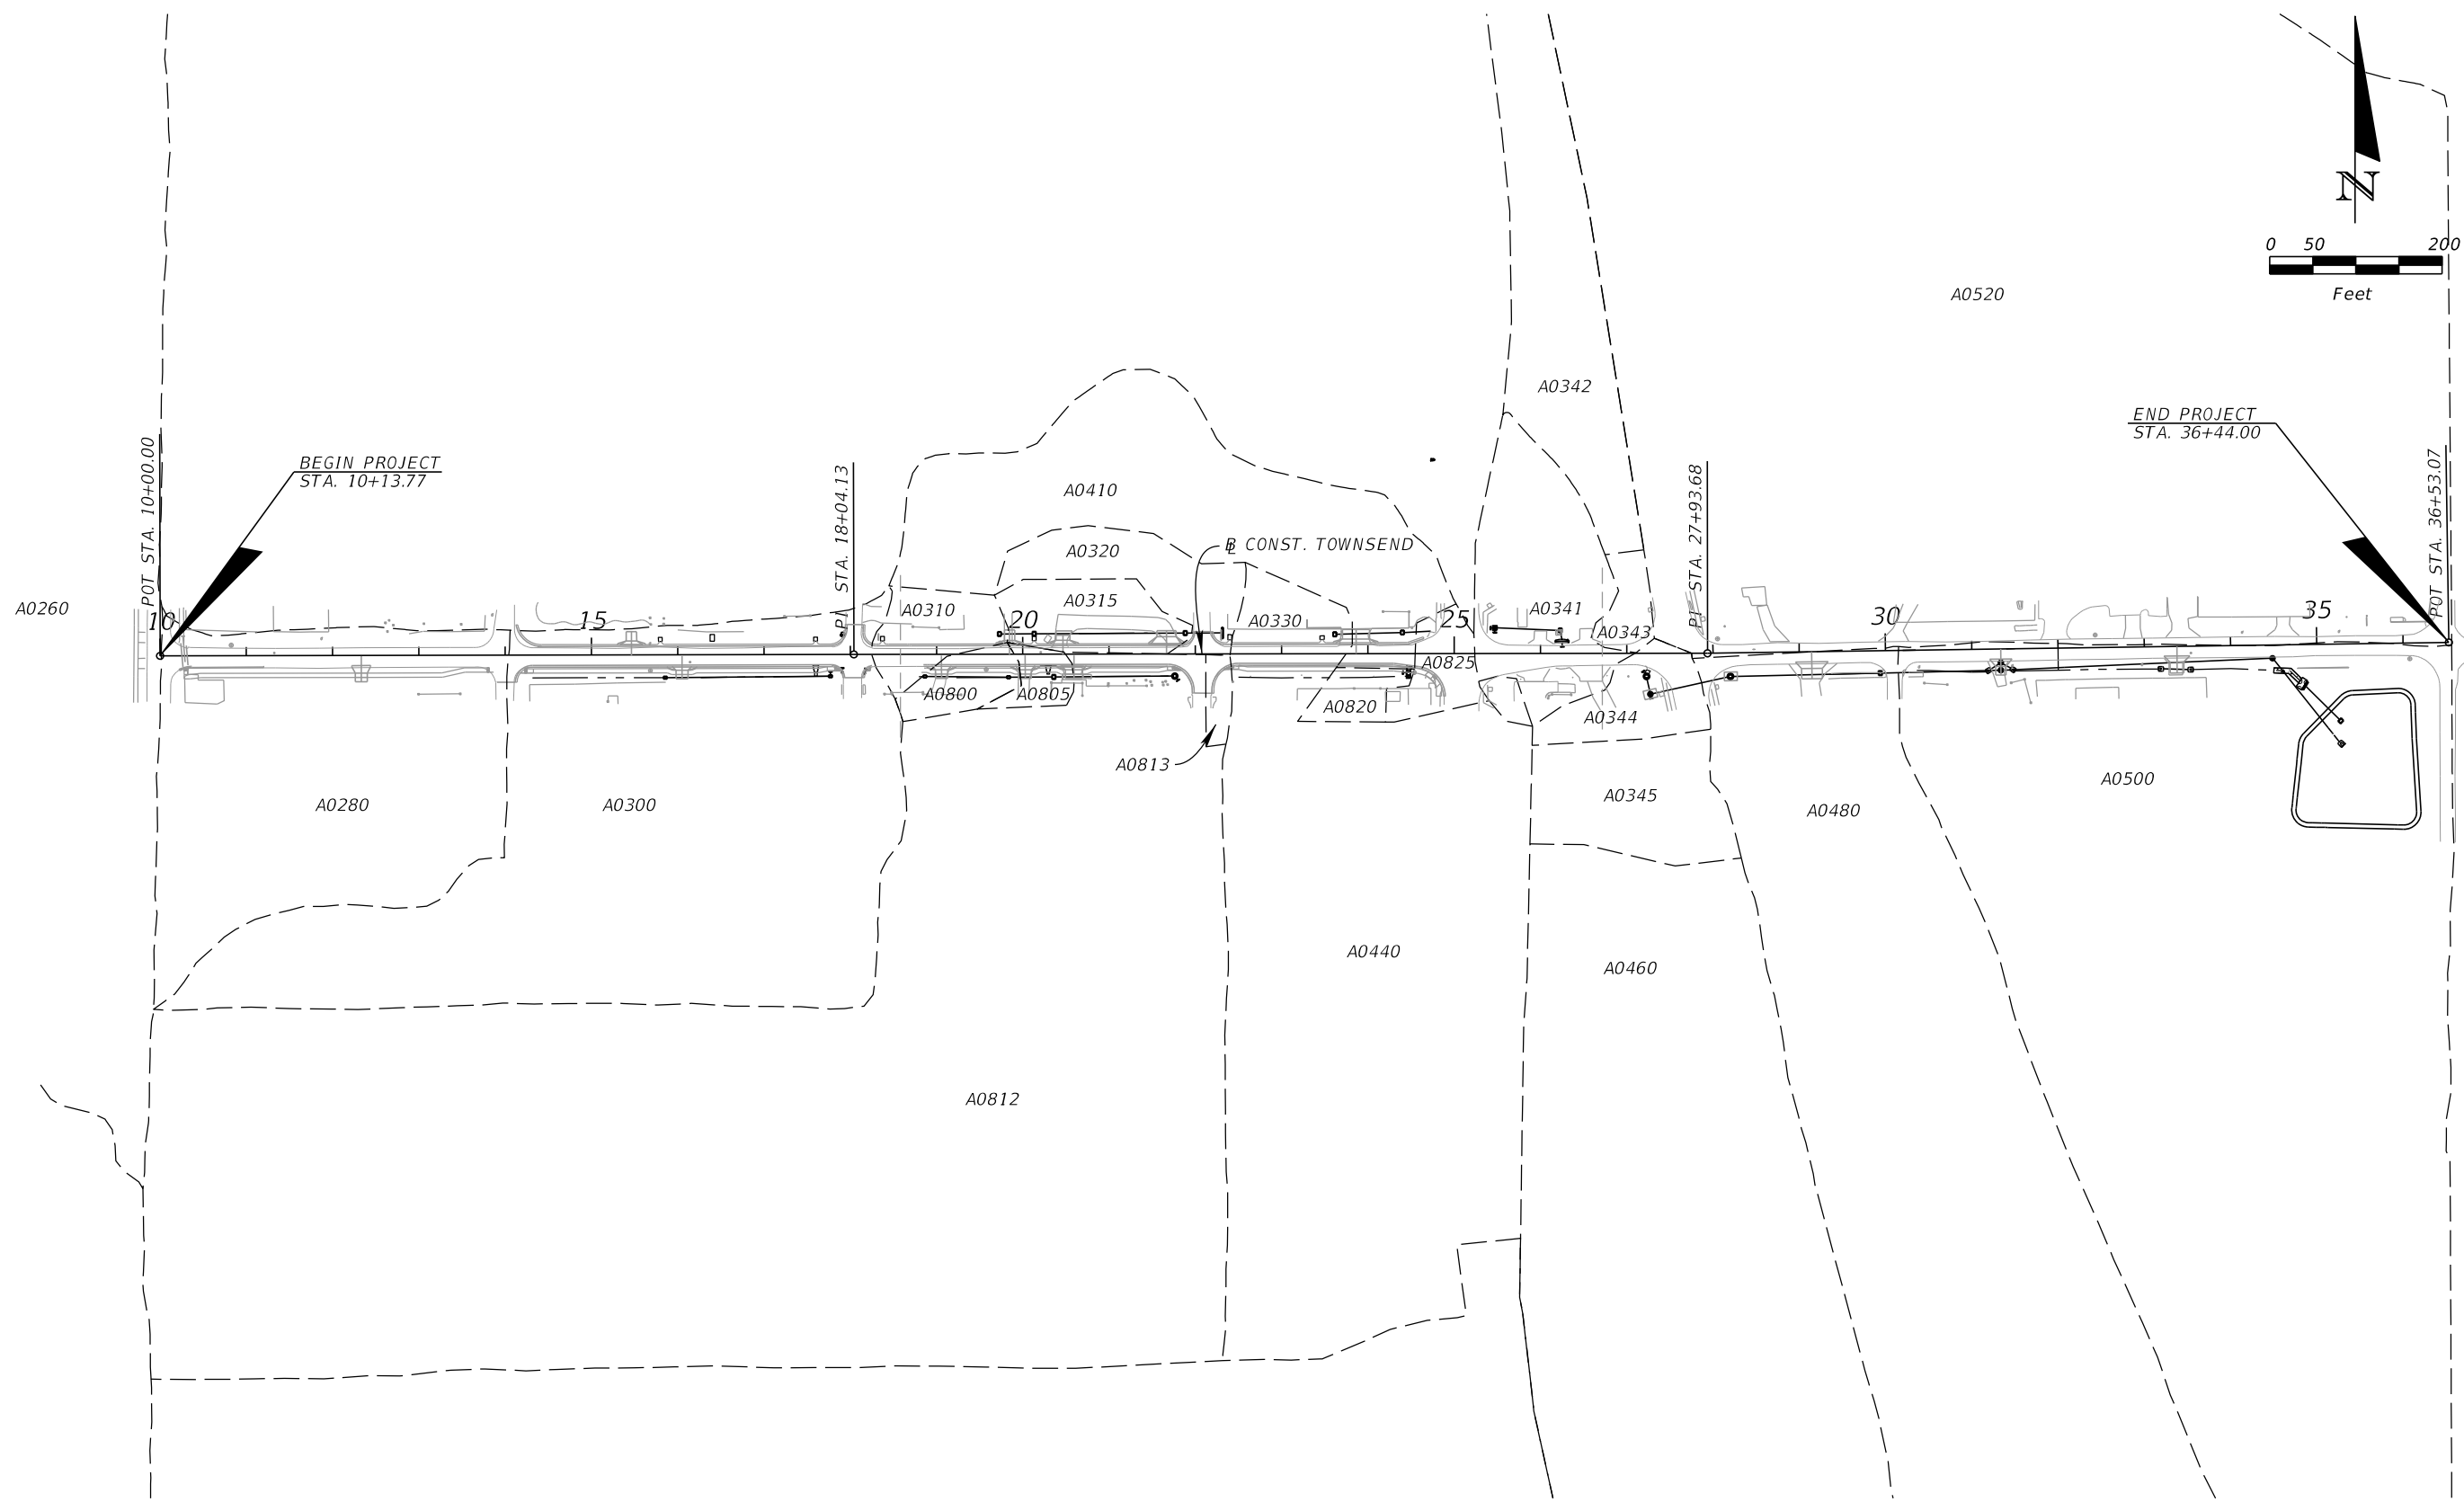 N
0 50 200
Feet
A0520
A0342
END PROJECT
STA. 36+44.00
BEGIN PROJECT
STA. 10+13.77
POT STA. 10+00.00
PI STA. 18+04.13
PI STA. 27+93.68
POT STA. 36+53.07
A0410
A0320
BL CONST. TOWNSEND
A0260
A0310
A0315
A0330
A0341
A0343
10
15
20
25
30
35
A0825
A0800
A0805
A0820
A0344
A0813
A0280
A0300
A0345
A0480
A0500
A0440
A0460
A0812